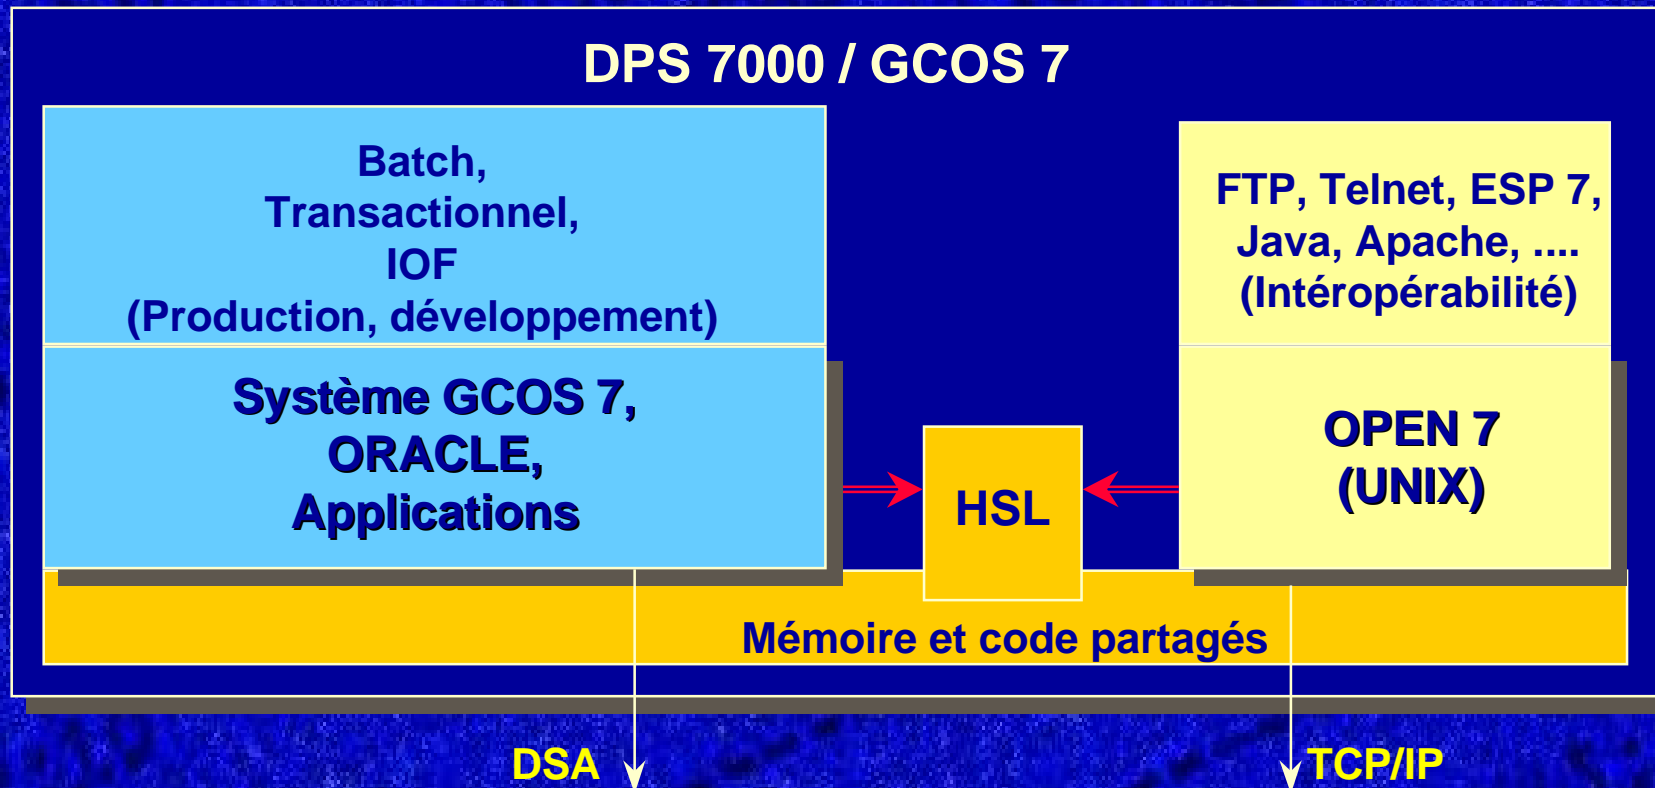 DPS 7000 / GCOS 7
Batch,
Transactionnel,
IOF
(Production, développement)
Système GCOS 7,
ORACLE,
Applications
HSL
FTP, Telnet, ESP 7,
Java, Apache, ....
(Intéropérabilité)
OPEN 7
(UNIX)
Mémoire et code partagés
DSA
TCP/IP